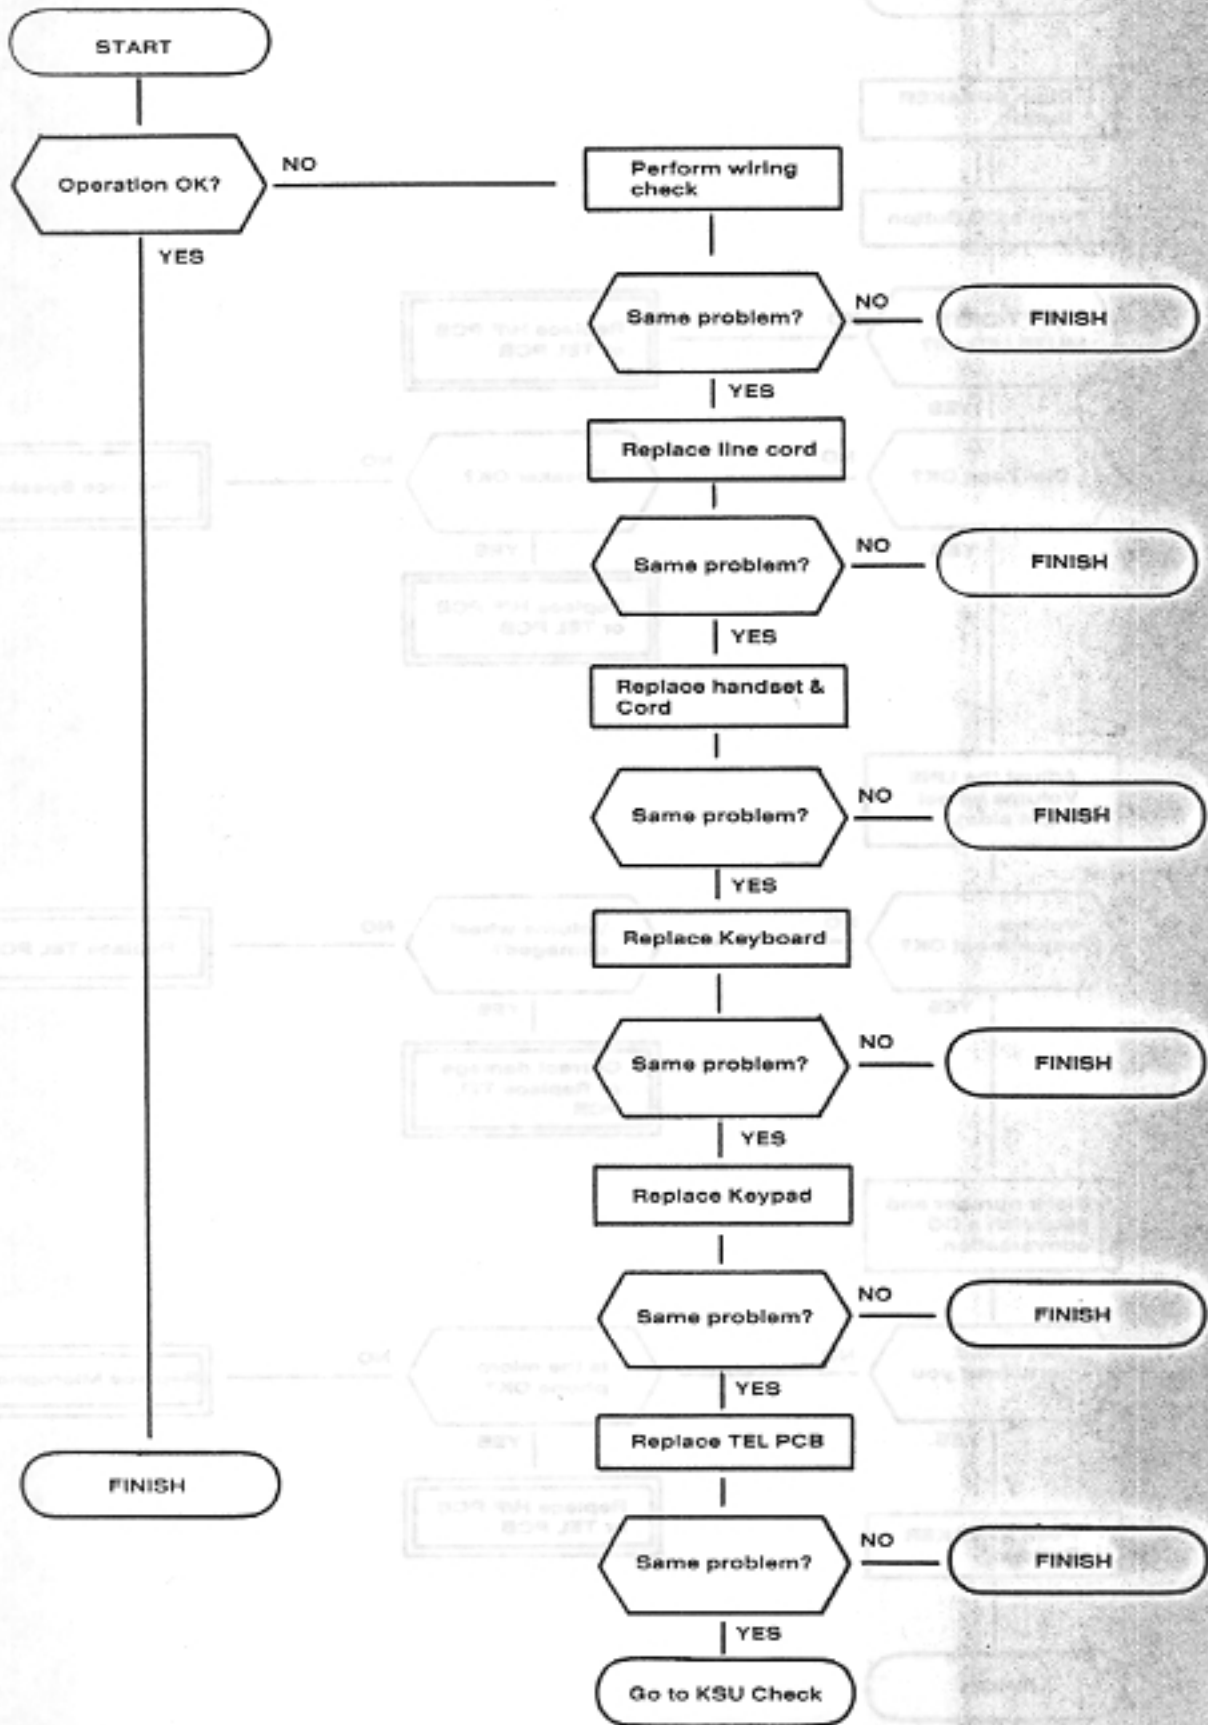 START
Operation OK?
NO
YES
Perform wiring
check
Same problem?
NO
FINISH
YES
Replace line cord
Same problem?
NO
FINISH
YES
Replace handset &
Cord
Same problem?
NO
FINISH
YES
Replace Keyboard
Same problem?
NO
FINISH
YES
Replace Keypad
Same problem?
NO
FINISH
YES
Replace TEL PCB
FINISH
Same problem?
NO
FINISH
YES
Go to KSU Check